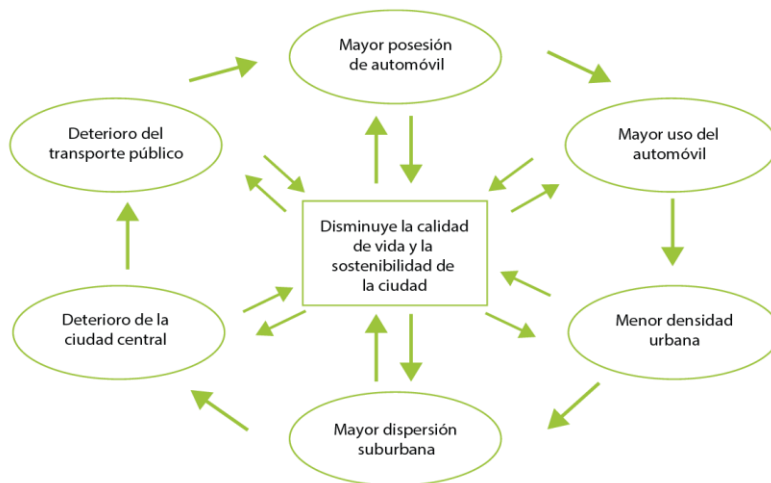 Mayor posesión
de automóvil
Deterioro del
transporte público
Mayor uso del
automóvil
Disminuye la calidad
de vida y la
sostenibilidad de
la ciudad
Deterioro de la
ciudad central
Menor densidad
urbana
Mayor dispersión
suburbana